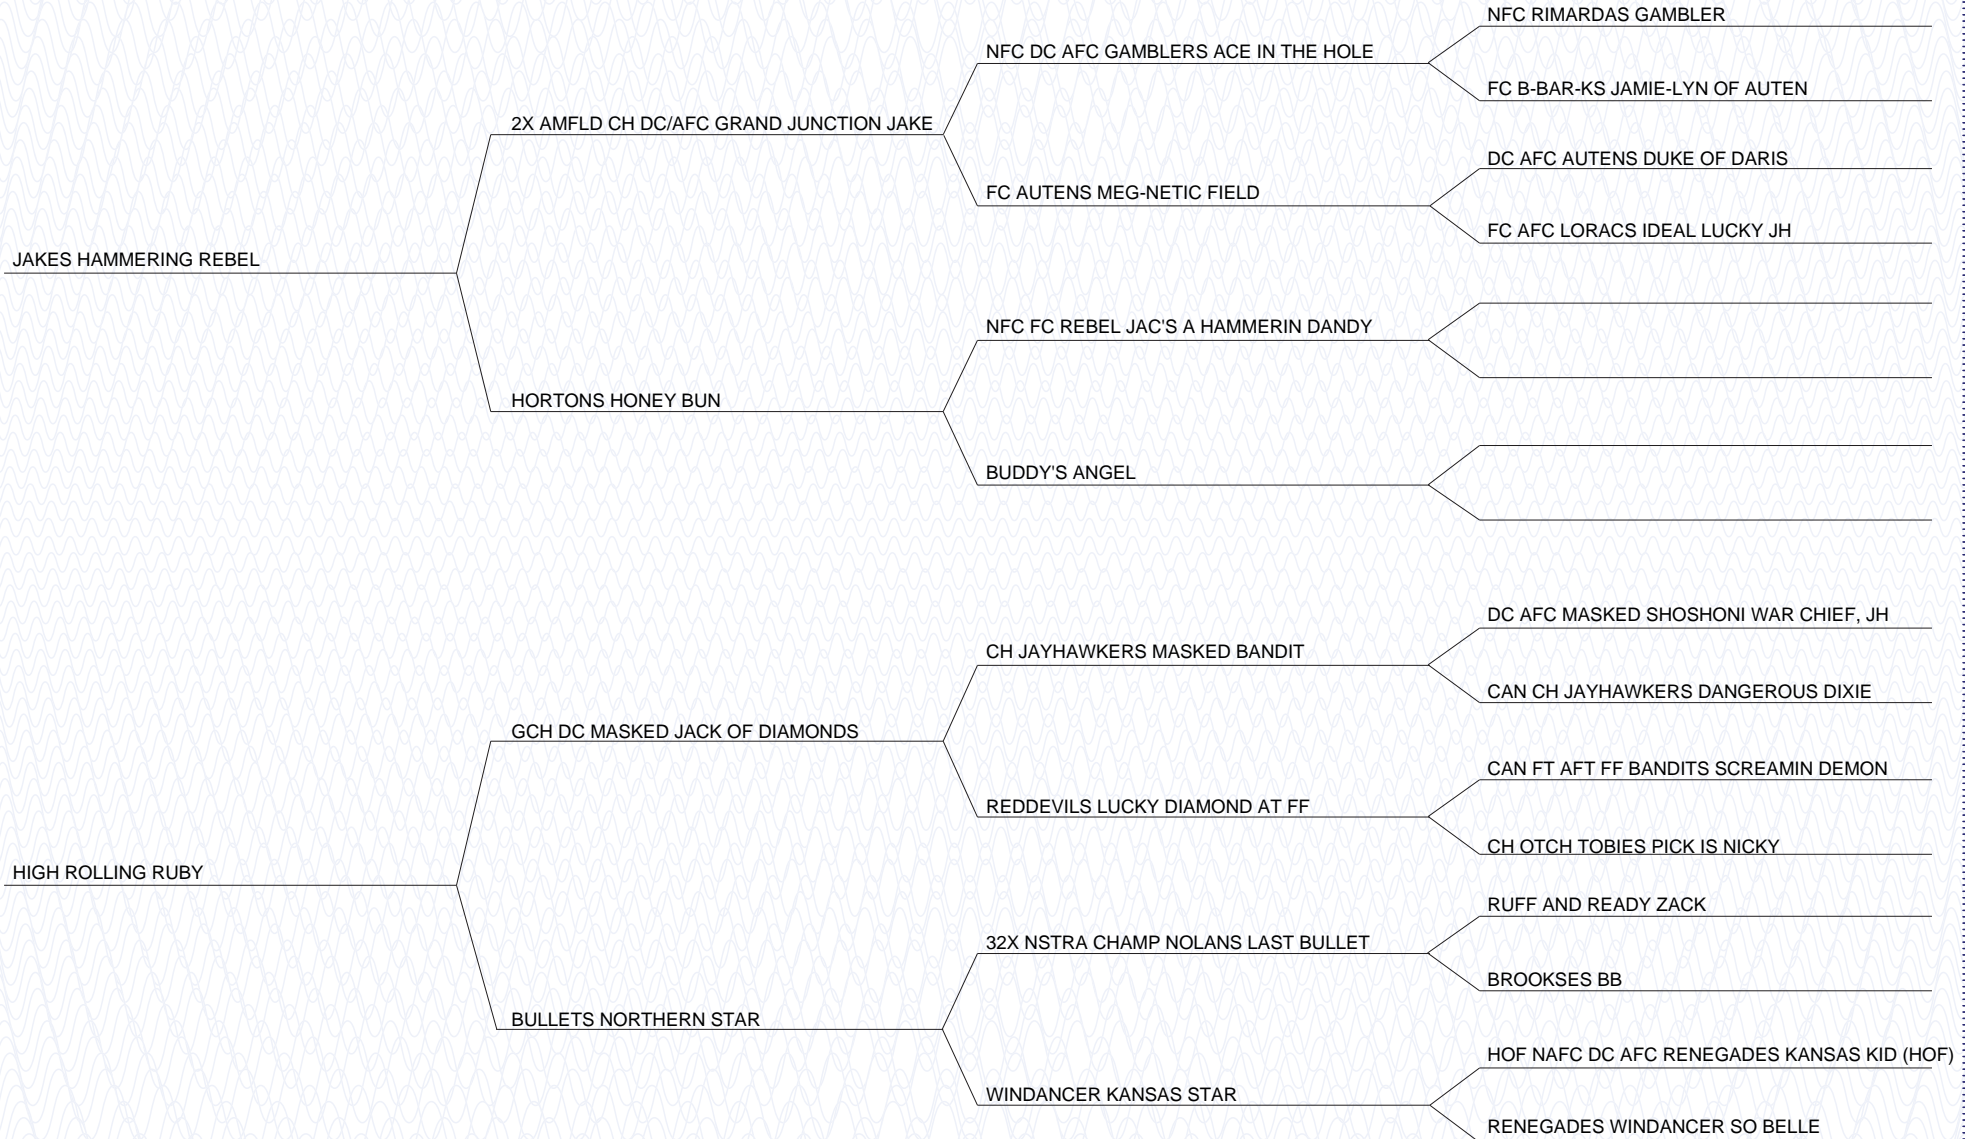 NFC RIMARDAS GAMBLER
NFC DC AFC GAMBLERS ACE IN THE HOLE
FC B-BAR-KS JAMIE-LYN OF AUTEN
2X AMFLD CH DC/AFC GRAND JUNCTION JAKE
DC AFC AUTENS DUKE OF DARIS
FC AUTENS MEG-NETIC FIELD
FC AFC LORACS IDEAL LUCKY JH
JAKES HAMMERING REBEL
NFC FC REBEL JAC'S A HAMMERIN DANDY
HORTONS HONEY BUN
BUDDY'S ANGEL
DC AFC MASKED SHOSHONI WAR CHIEF, JH
CH JAYHAWKERS MASKED BANDIT
CAN CH JAYHAWKERS DANGEROUS DIXIE
GCH DC MASKED JACK OF DIAMONDS
CAN FT AFT FF BANDITS SCREAMIN DEMON
REDDEVILS LUCKY DIAMOND AT FF
CH OTCH TOBIES PICK IS NICKY
HIGH ROLLING RUBY
RUFF AND READY ZACK
32X NSTRA CHAMP NOLANS LAST BULLET
BROOKSES BB
BULLETS NORTHERN STAR
HOF NAFC DC AFC RENEGADES KANSAS KID (HOF)
WINDANCER KANSAS STAR
RENEGADES WINDANCER SO BELLE